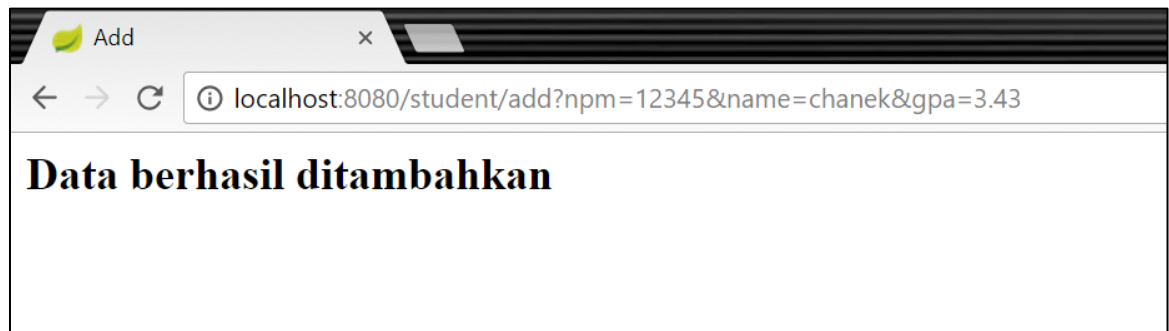 Add
localhost:8080/student/add?npm=12345&name=chanek&gpa=3.43
Data berhasil ditambahkan